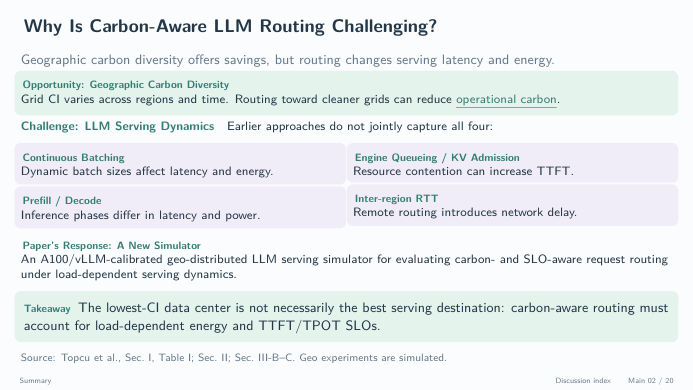 Why Is Carbon-Aware LLM Routing Challenging?
Geographic carbon diversity offers savings, but routing changes serving latency and energy.
Opportunity: Geographic Carbon Diversity
Grid CI varies across regions and time. Routing toward cleaner grids can reduce operational carbon.
Challenge: LLM Serving Dynamics Earlier approaches do not jointly capture all four:
Continuous Batching
Dynamic batch sizes affect latency and energy.
Engine Queueing / KV Admission
Resource contention can increase TTFT.
Prefill / Decode
Inference phases differ in latency and power.
Inter-region RTT
Remote routing introduces network delay.
Paper's Response: A New Simulator
An A100/vLLM-calibrated geo-distributed LLM serving simulator for evaluating carbon- and SLO-aware request routing
under load-dependent serving dynamics.
Takeaway The lowest-CI data center is not necessarily the best serving destination: carbon-aware routing must
account for load-dependent energy and TTFT/TPOT SLOs.
Source: Topcu et al., Sec. I, Table I; Sec. II; Sec. III-B–C. Geo experiments are simulated.
Summary
Discussion index Main 02 / 20